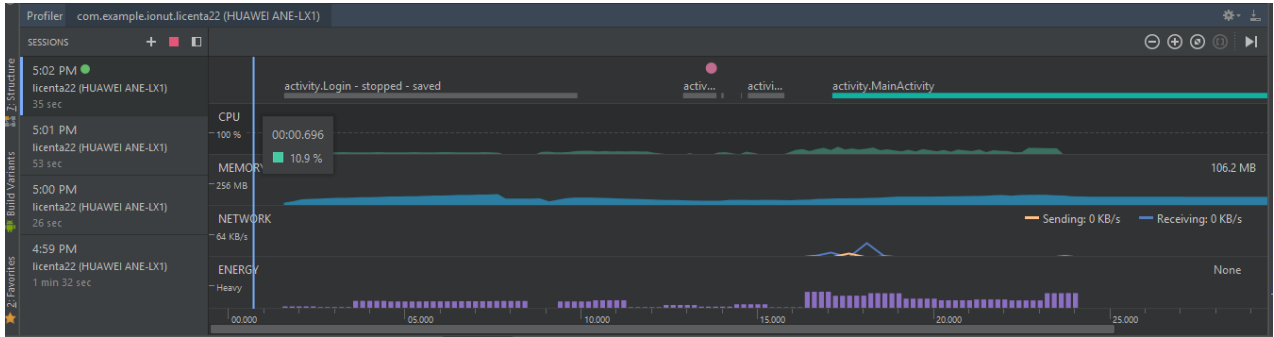 Profiler com.example.ionut.licenta22 (HUAWEI ANE-LX1)
SESSIONS
5:02 PM
licenta22 (HUAWEI ANE-LX1)
35 sec
5:01 PM
licenta22 (HUAWEI ANE-LX1)
53 sec
5:00 PM
licenta22 (HUAWEI ANE-LX1)
26 sec
4:59 PM
licenta22 (HUAWEI ANE-LX1)
1 min 32 sec
7: Structure
Build Variants
2: Favorites
activity.Login - stopped - saved
activ...
activi...
activity.MainActivity
CPU
100 %
00:00.696
10.9 %
MEMORY
106.2 MB
256 MB
NETWORK
Sending: 0 KB/s
Receiving: 0 KB/s
64 KB/s
ENERGY
None
Heavy
00.000
05.000
10.000
15.000
20.000
25.000